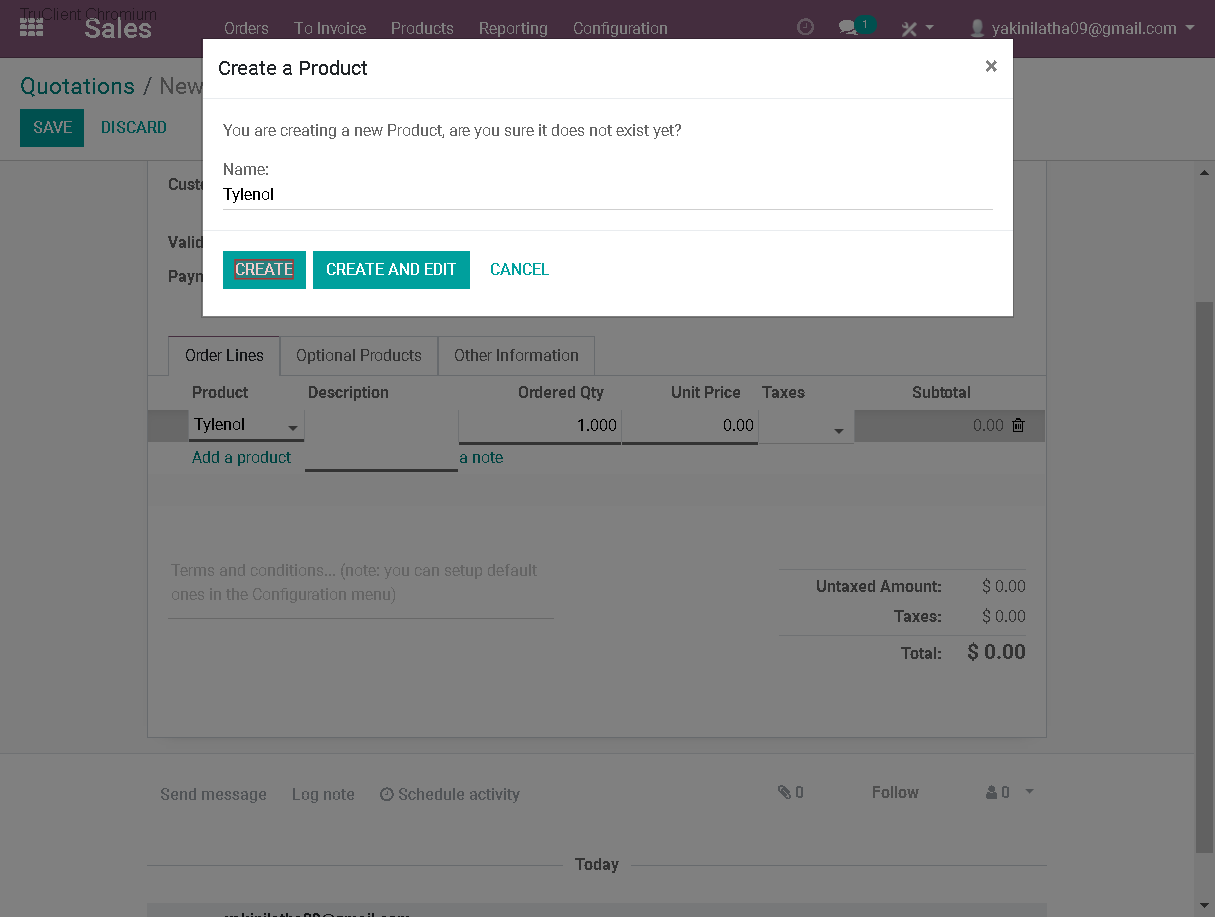 TruClient Chromium
Sales
Orders To Invoice Products Reporting Configuration
1
yakinilatha09@gmail.com
Create a Product
×
Quotations / New
SAVE DISCARD
You are creating a new Product, are you sure it does not exist yet?
Name:
Tylenol
CREATE CREATE AND EDIT CANCEL
Order Lines Optional Products Other Information
Product Description Ordered Qty Unit Price Taxes Subtotal
Tylenol 1.000 0.00 0.00
Add a product a note
Terms and conditions... (note: you can setup default
ones in the Configuration menu)
Untaxed Amount: $ 0.00
Taxes: $ 0.00
Total: $ 0.00
Send message Log note Schedule activity 0 Follow 0
Today
yakinilatha09@gmail.com